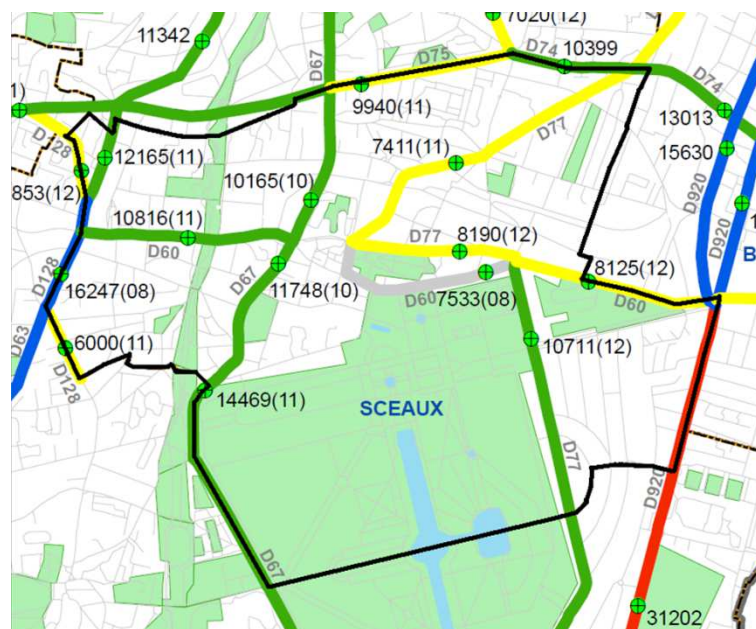 7020(12)
11342
D67
D75
D74
10399
1)
9940(11)
D74
D77
13013
D128
7411(11)
15630
12165(11)
853(12)
10165(10)
D920
10816(11)
D77
8190(12)
D920
1
D60
B
D67
8125(12)
D128
11748(10)
D60
7533(08)
D60
16247(08)
D63
6000(11)
10711(12)
D128
14469(11)
SCEAUX
D77
D920
D67
31202